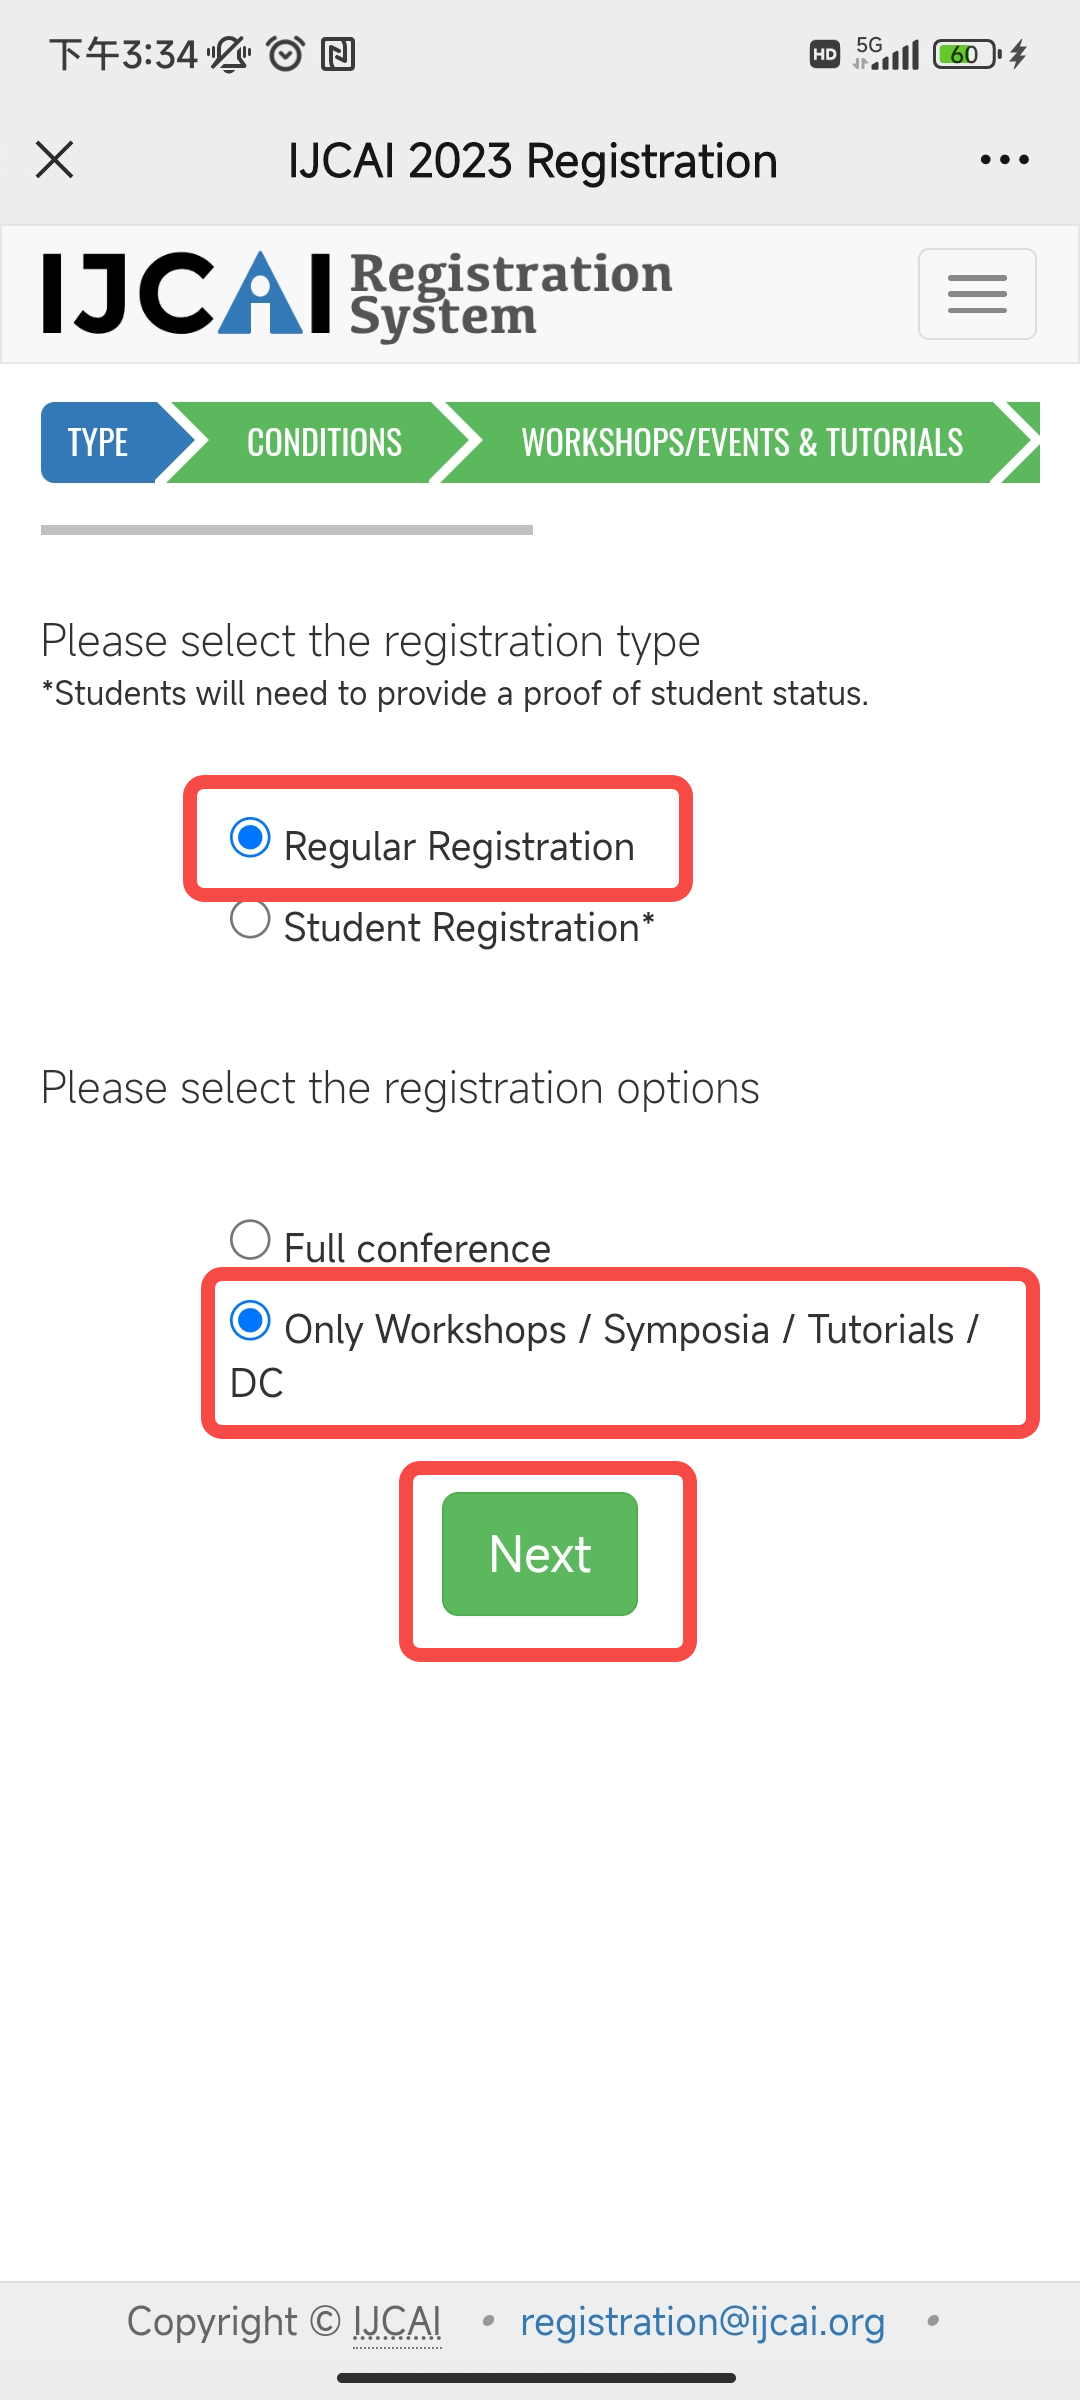 下午3:34
HD 5G 60
IJCAI 2023 Registration
IJCAI Registration
System
TYPE CONDITIONS WORKSHOPS/EVENTS & TUTORIALS
Please select the registration type
*Students will need to provide a proof of student status.
Regular Registration
Student Registration*
Please select the registration options
Full conference
Only Workshops / Symposia / Tutorials /
DC
Next
Copyright © IJCAI • registration@ijcai.org •